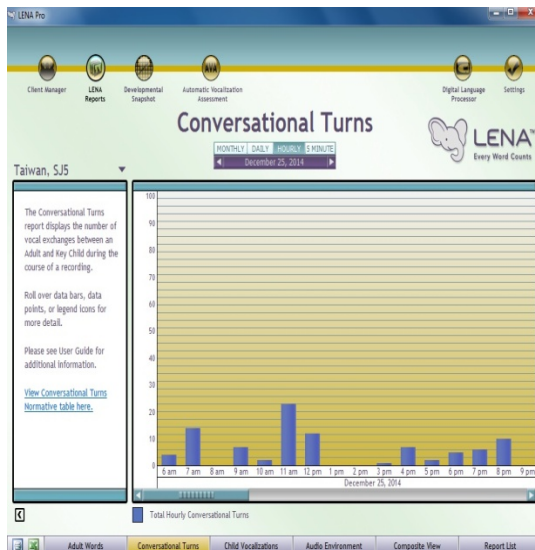 LENA Pro
Client Manager
LENA Reports
Developmental Snapshot
Automatic Vocalization Assessment
Digital Language Processor
Settings
Conversational Turns
MONTHLY DAILY HOURLY 5 MINUTE
December 25, 2014
LENA™
Every Word Counts
Taiwan, SJ5
The Conversational Turns
report displays the number of
vocal exchanges between an
Adult and Key Child during the
course of a recording.
Roll over data bars, data
points, or legend icons for
more detail.
Please see User Guide for
additional information.
View Conversational Turns
Normative table here.
100
90
80
70
60
50
40
30
20
10
0
6 am 7 am 8 am 9 am 10 am 11 am 12 pm 1 pm 2 pm 3 pm 4 pm 5 pm 6 pm 7 pm 8 pm 9 pm
December 25, 2014
Total Hourly Conversational Turns
Adult Words Conversational Turns Child Vocalizations Audio Environment Composite View Report List